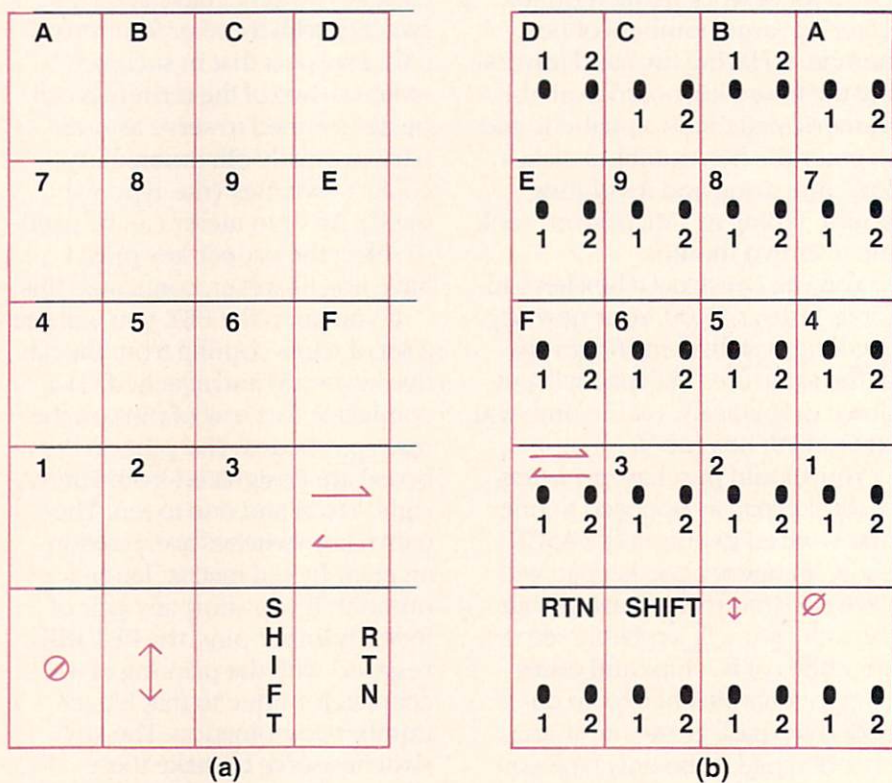 A B C D
7 8 9 E
4 5 6 F
1 2 3
Ø SHIFT RTN
(a)
D C B A
1 2 1 2
1 2 1 2
E 9 8 7
1 2 1 2 1 2 1 2
F 6 5 4
1 2 1 2 1 2 1 2
3 2 1
1 2 1 2 1 2 1 2
RTN SHIFT Ø
1 2 1 2 1 2 1 2
(b)